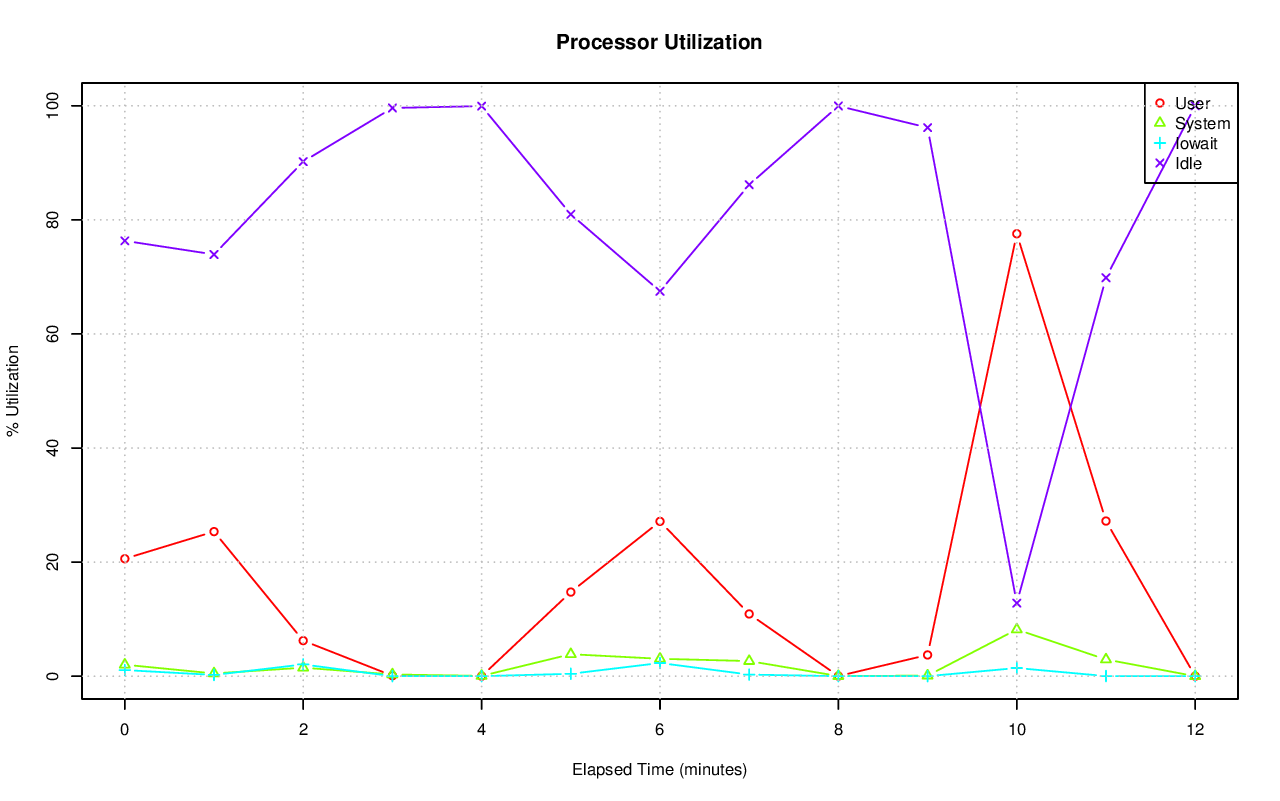 Processor Utilization
100
80
60
40
20
0
% Utilization
User
System
Iowait
Idle
0 2 4 6 8 10 12
Elapsed Time (minutes)